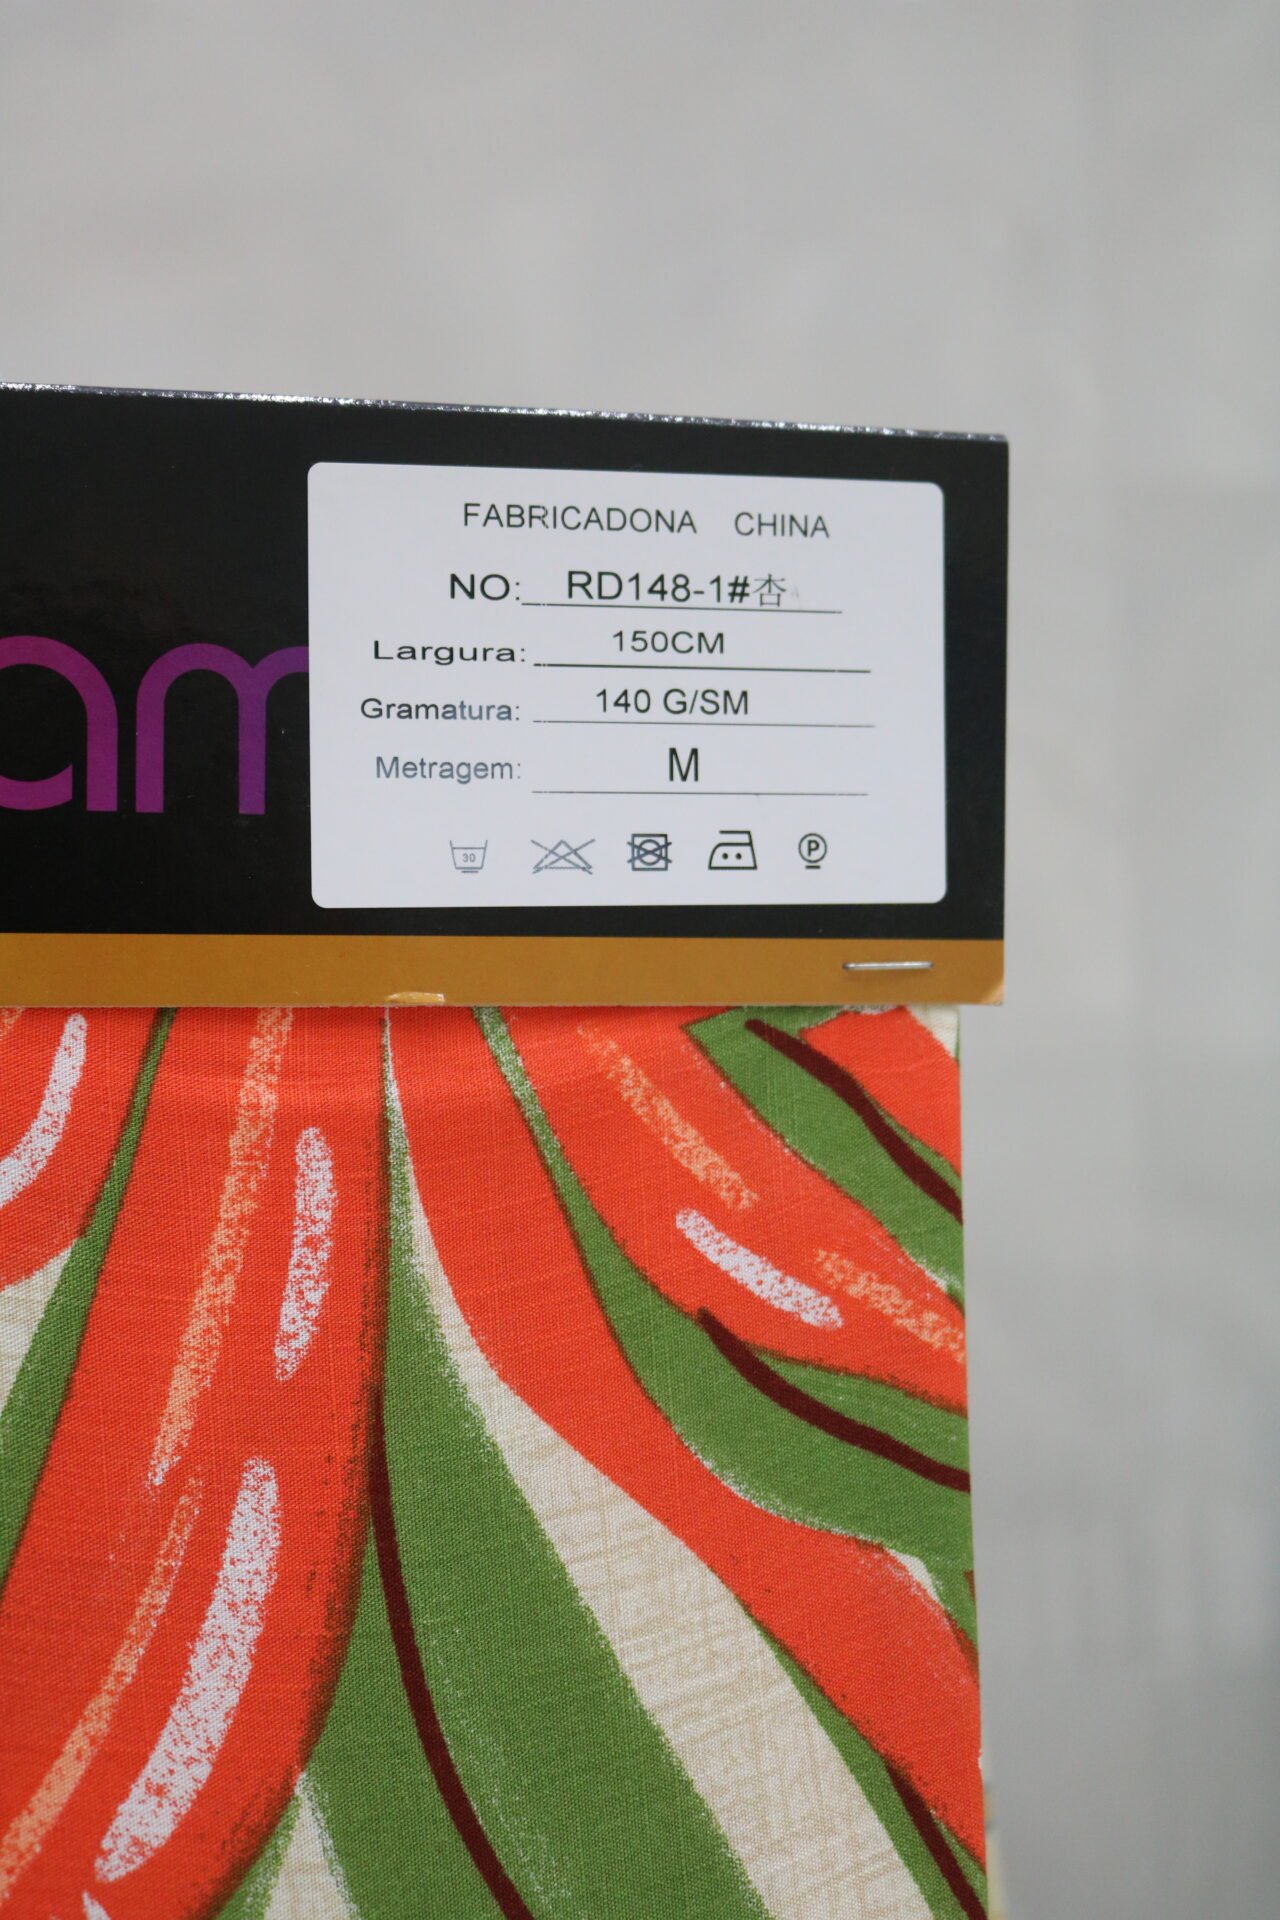 FABRICADONA CHINA
NO: RD148-1#杏
Largura: 150CM
am
Gramatura: 140 G/SM
Metragem: M
30
P